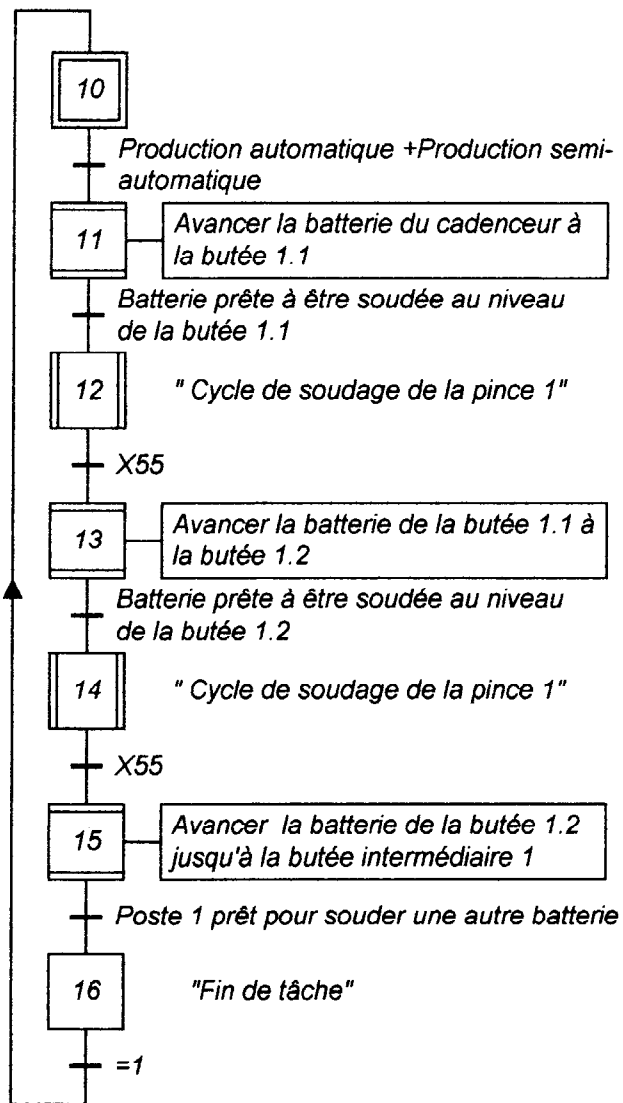 10
Production automatique +Production semi-
automatique
11
Avancer la batterie du cadenceur à
la butée 1.1
Batterie prête à être soudée au niveau
de la butée 1.1
12
" Cycle de soudage de la pince 1"
X55
13
Avancer la batterie de la butée 1.1 à
la butée 1.2
Batterie prête à être soudée au niveau
de la butée 1.2
14
" Cycle de soudage de la pince 1"
X55
15
Avancer la batterie de la butée 1.2
jusqu'à la butée intermédiaire 1
Poste 1 prêt pour souder une autre batterie
16
"Fin de tâche"
=1